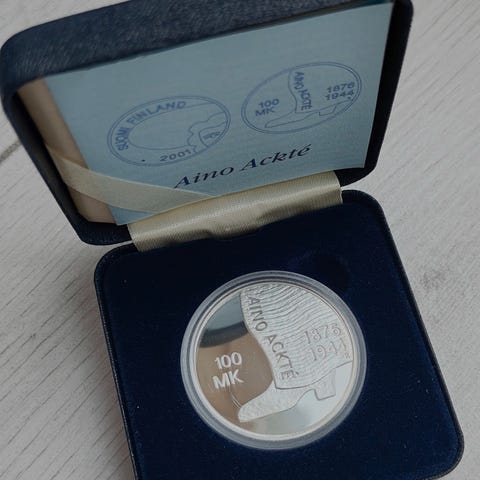 SUOMI FINLAND
2001
100
MK
AINO ACKTÉ
1876
1944
Aino Ackté
AINO ACKTÉ
1876
1944
100
MK